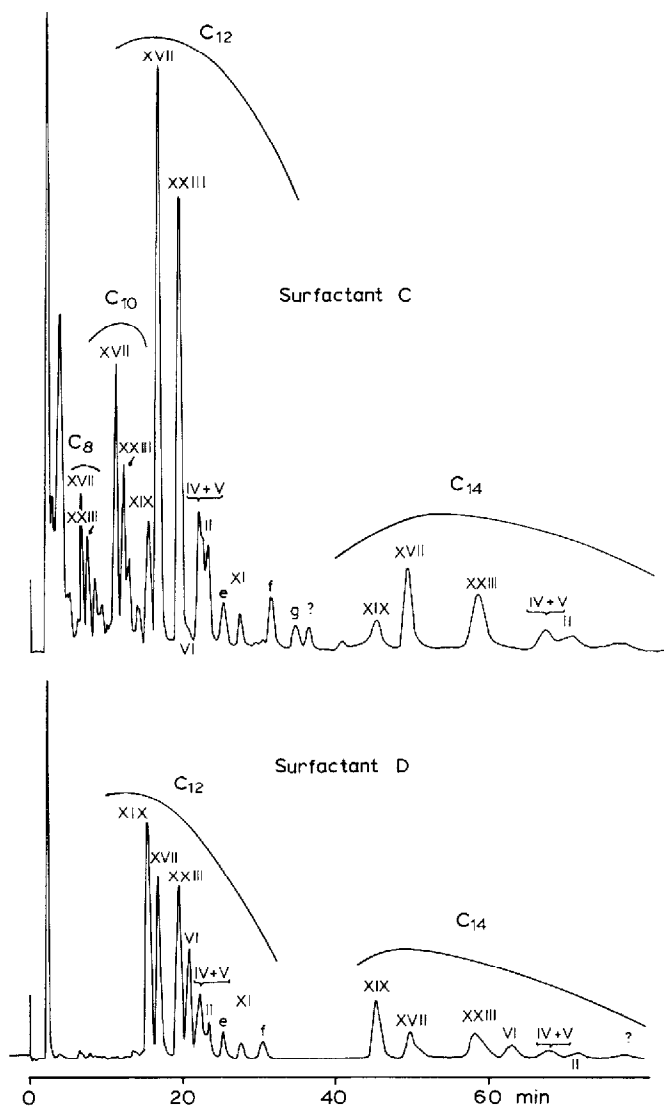 C12
XVII
XXIII
Surfactant C
C10
XVII
C8
XXIII
XVII
XIX
IV + V
C14
XXIII
II
XVII
XI
e
f
XXIII
g ?
XIX
IV + V
II
VI
Surfactant D
C12
XIX
XVII
XXIII
C14
VI
IV + V
XIX
II
XI
XVII
XXIII
e
f
VI
IV + V
?
II
0 20 40 60 min